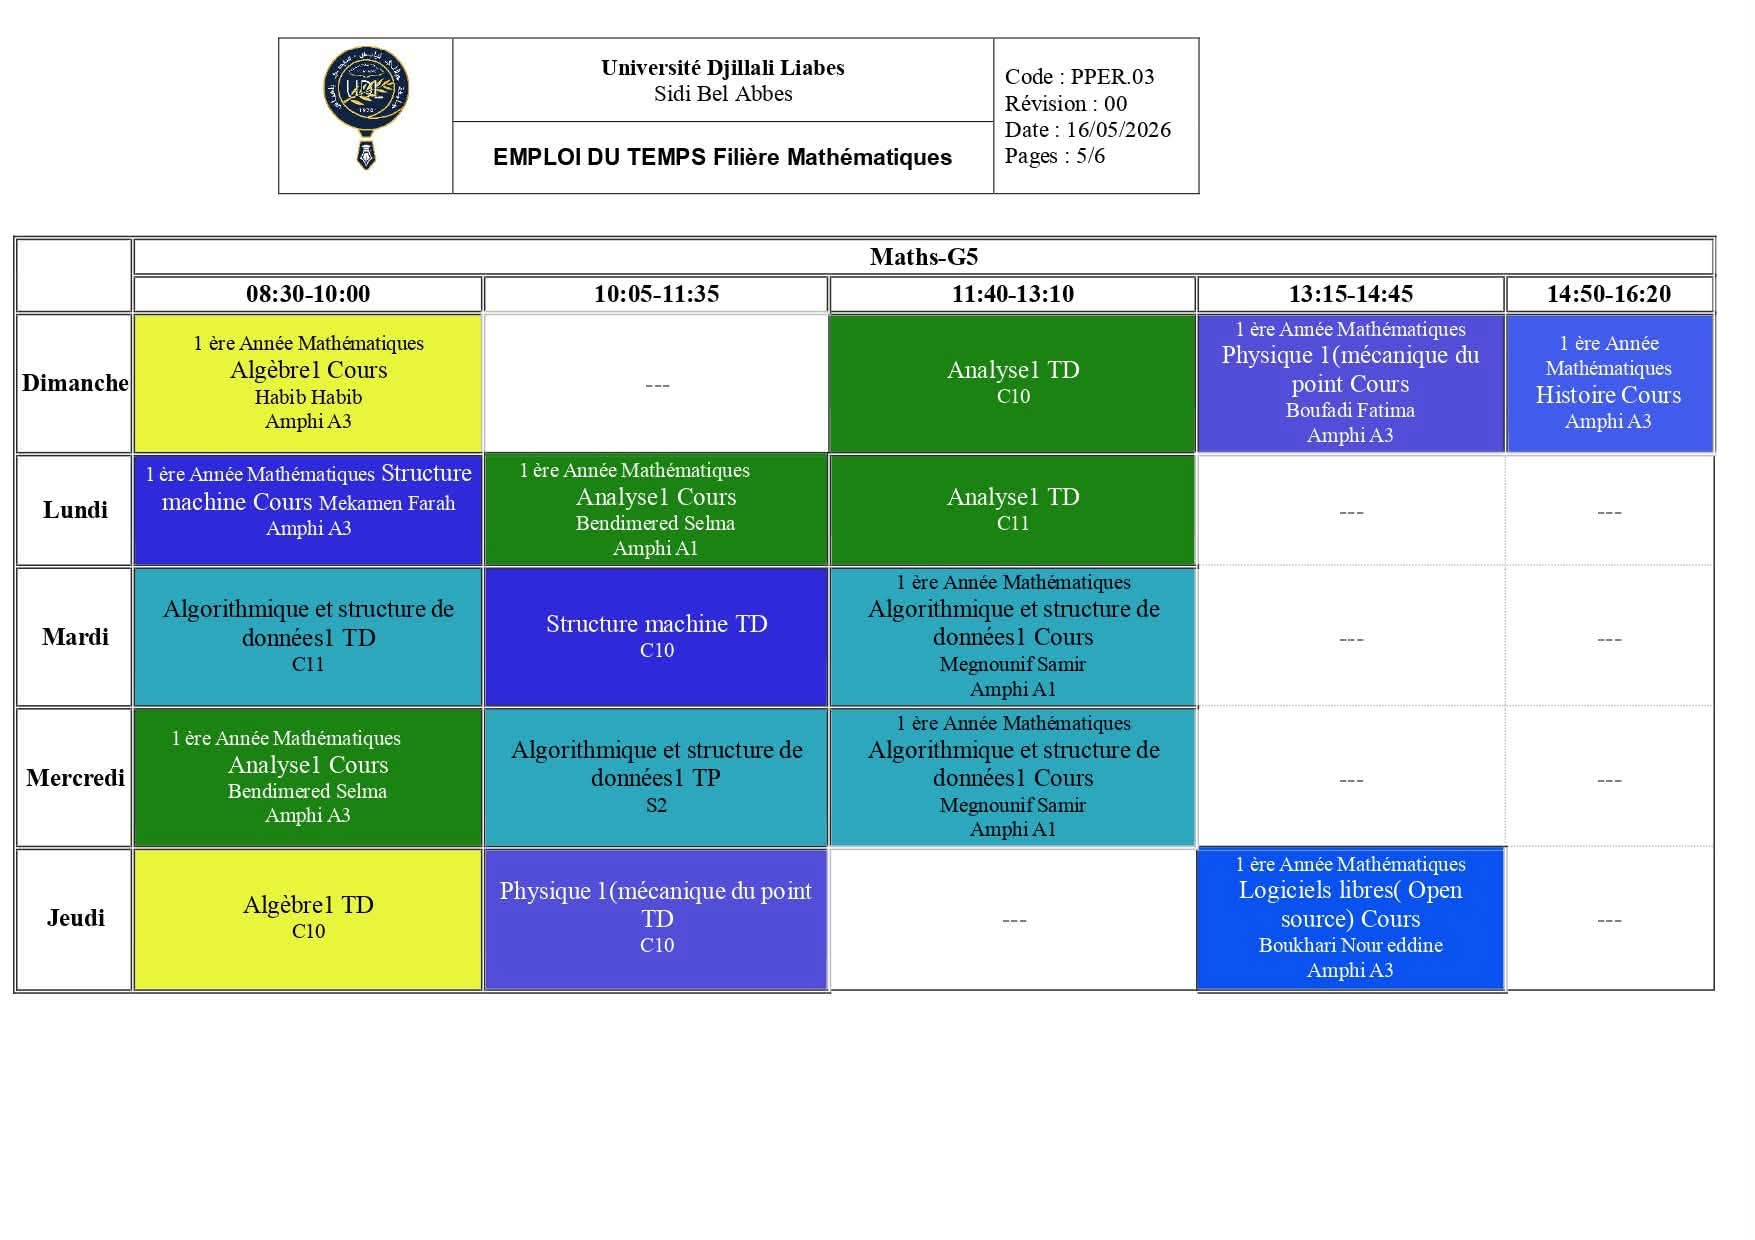 UDL
1978
Université Djillali Liabes
Sidi Bel Abbes
EMPLOI DU TEMPS Filière Mathématiques
Code : PPER.03
Révision : 00
Date : 16/05/2026
Pages : 5/6
Maths-G5
08:30-10:00
10:05-11:35
11:40-13:10
13:15-14:45
14:50-16:20
Dimanche
1 ère Année Mathématiques
Algèbre1 Cours
Habib Habib
Amphi A3
---
Analyse1 TD
C10
1 ère Année Mathématiques
Physique 1(mécanique du
point Cours
Boufadi Fatima
Amphi A3
1 ère Année
Mathématiques
Histoire Cours
Amphi A3
Lundi
1 ère Année Mathématiques Structure
machine Cours Mekamen Farah
Amphi A3
1 ère Année Mathématiques
Analyse1 Cours
Bendimered Selma
Amphi A1
Analyse1 TD
C11
---
---
Mardi
Algorithmique et structure de
données1 TD
C11
Structure machine TD
C10
1 ère Année Mathématiques
Algorithmique et structure de
données1 Cours
Megnounif Samir
Amphi A1
---
---
Mercredi
1 ère Année Mathématiques
Analyse1 Cours
Bendimered Selma
Amphi A3
Algorithmique et structure de
données1 TP
S2
1 ère Année Mathématiques
Algorithmique et structure de
données1 Cours
Megnounif Samir
Amphi A1
---
---
Jeudi
Algèbre1 TD
C10
Physique 1(mécanique du point
TD
C10
---
1 ère Année Mathématiques
Logiciels libres( Open
source) Cours
Boukhari Nour eddine
Amphi A3
---